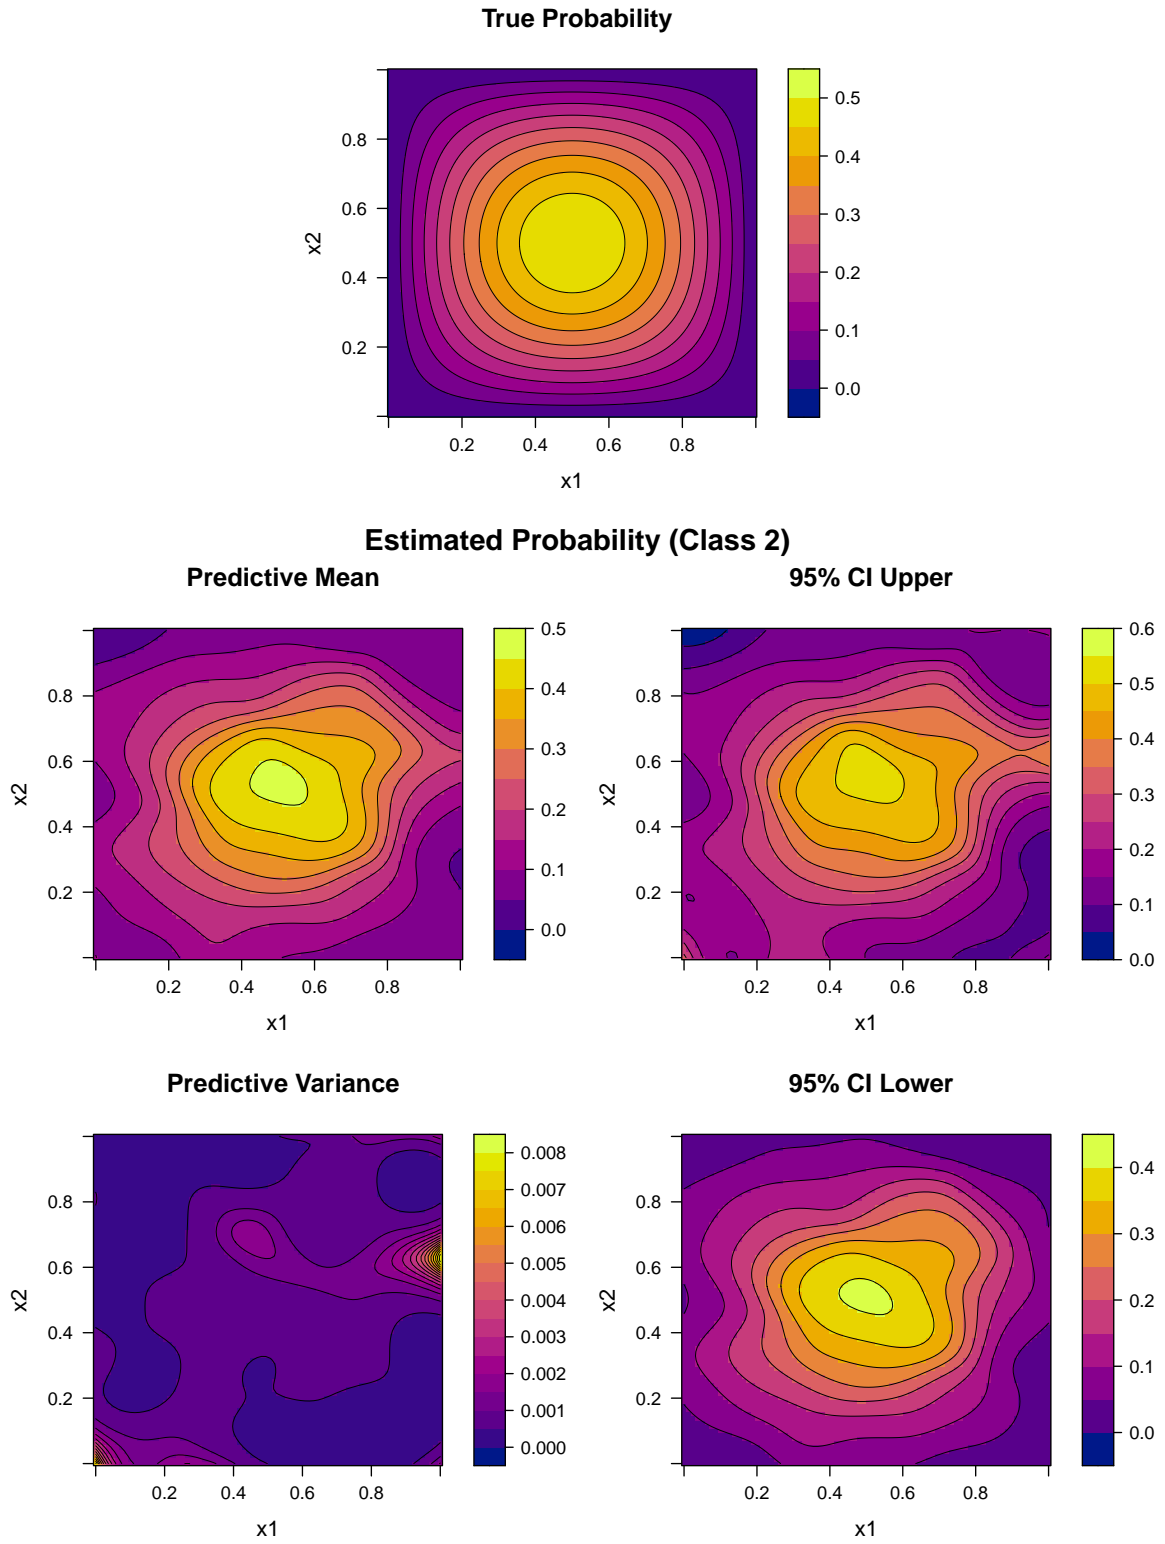 True Probability
x2
0.8
0.6
0.4
0.2
0.2 0.4 0.6 0.8
x1
0.5
0.4
0.3
0.2
0.1
0.0
Estimated Probability (Class 2)
Predictive Mean
x2
0.8
0.6
0.4
0.2
0.2 0.4 0.6 0.8
x1
0.5
0.4
0.3
0.2
0.1
0.0
95% CI Upper
x2
0.8
0.6
0.4
0.2
0.2 0.4 0.6 0.8
x1
0.6
0.5
0.4
0.3
0.2
0.1
0.0
Predictive Variance
x2
0.8
0.6
0.4
0.2
0.2 0.4 0.6 0.8
x1
0.008
0.007
0.006
0.005
0.004
0.003
0.002
0.001
0.000
95% CI Lower
x2
0.8
0.6
0.4
0.2
0.2 0.4 0.6 0.8
x1
0.4
0.3
0.2
0.1
0.0